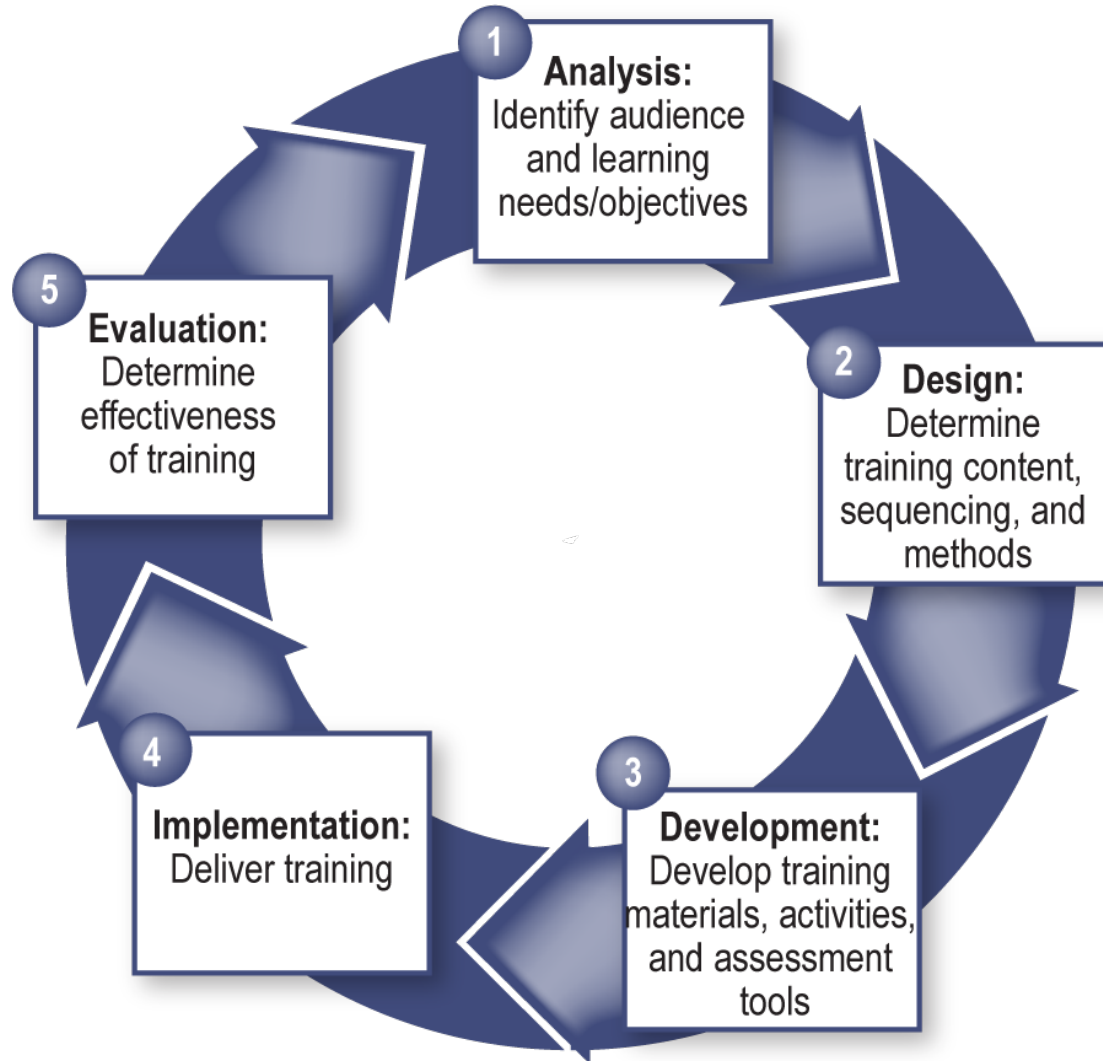 1
Analysis:
Identify audience
and learning
needs/objectives
2
Design:
Determine
training content,
sequencing, and
methods
3
Development:
Develop training
materials, activities,
and assessment
tools
4
Implementation:
Deliver training
5
Evaluation:
Determine
effectiveness
of training